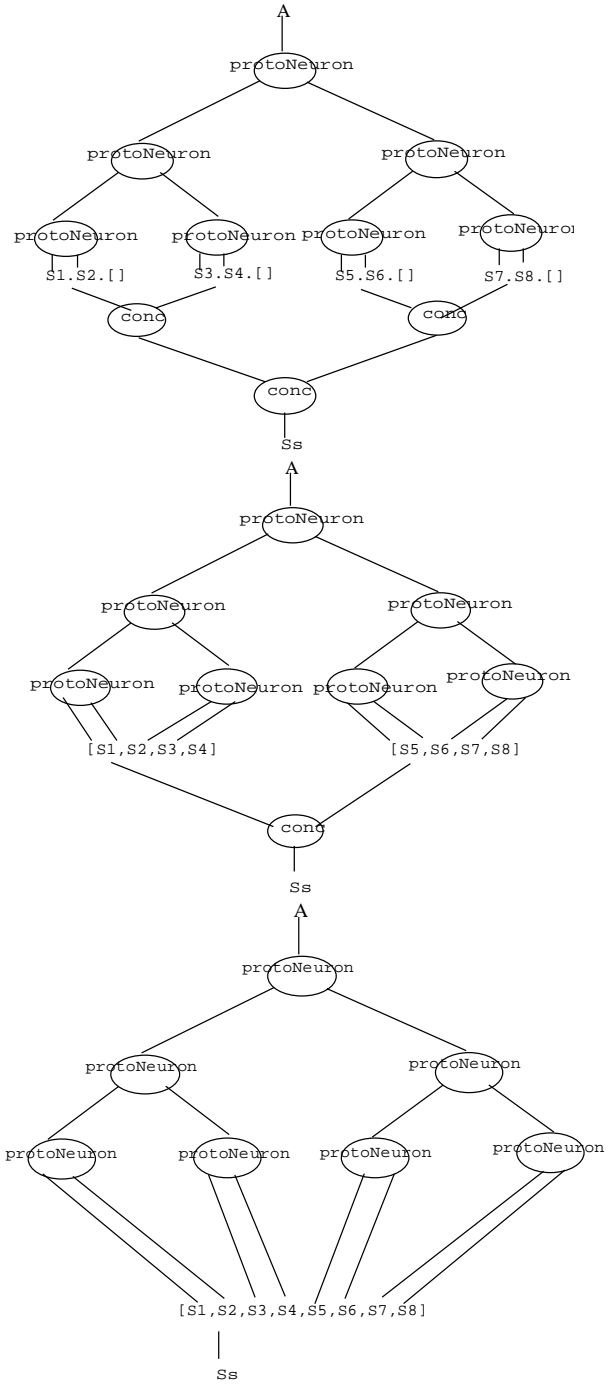 A
protoNeuron
protoNeuron protoNeuron
protoNeuron protoNeuron protoNeuron protoNeuron
S1.S2.[] S3.S4.[] S5.S6.[] S7.S8.[]
conc conc
conc
Ss
A
protoNeuron
protoNeuron protoNeuron
protoNeuron protoNeuron protoNeuron protoNeuron
[S1,S2,S3,S4] [S5,S6,S7,S8]
conc
Ss
A
protoNeuron
protoNeuron protoNeuron
protoNeuron protoNeuron protoNeuron protoNeuron
[S1,S2,S3,S4,S5,S6,S7,S8]
Ss